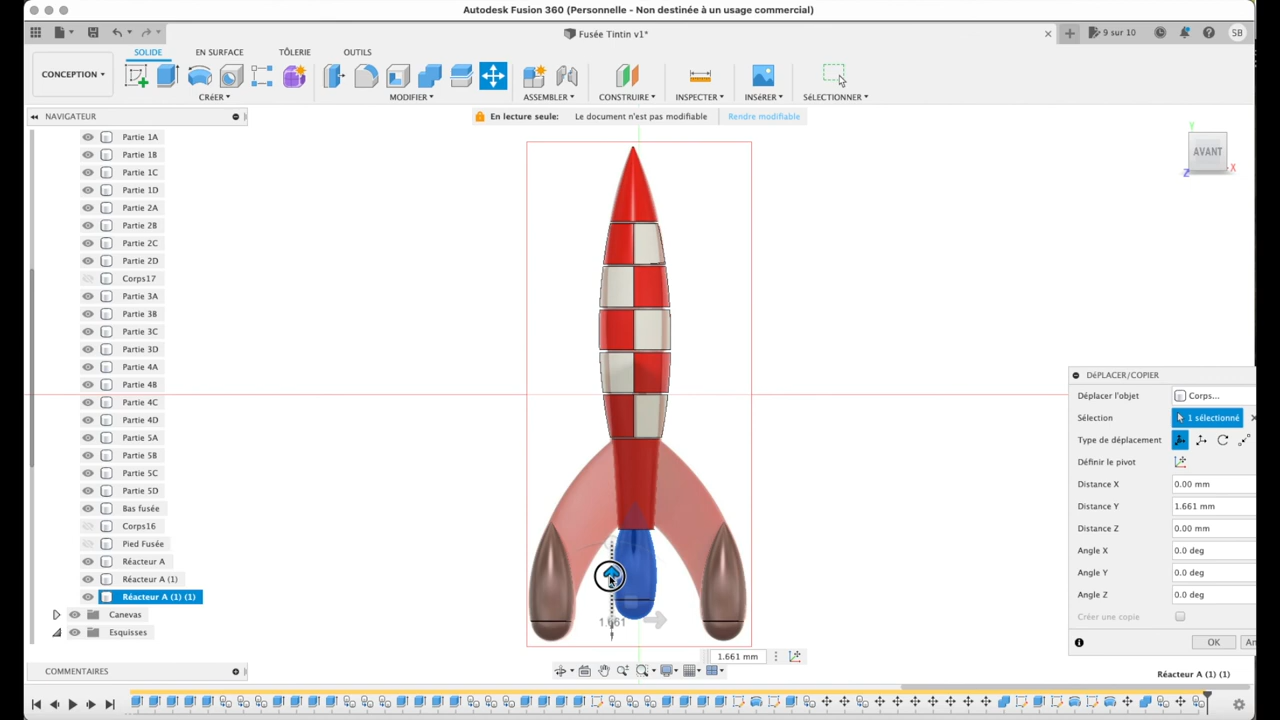 Autodesk Fusion 360 (Personnelle - Non destinée à un usage commercial)
Fusée Tintin v1*
9 sur 10
SB
SOLIDE
EN SURFACE
TÔLERIE
OUTILS
CONCEPTION
CRÉER
MODIFIER
ASSEMBLER
CONSTRUIRE
INSPECTER
INSÉRER
SÉLECTIONNER
NAVIGATEUR
En lecture seule: Le document n'est pas modifiable Rendre modifiable
Y
AVANT
X
Z
Partie 1A
Partie 1B
Partie 1C
Partie 1D
Partie 2A
Partie 2B
Partie 2C
Partie 2D
Corps17
Partie 3A
Partie 3B
Partie 3C
Partie 3D
Partie 4A
Partie 4B
Partie 4C
Partie 4D
Partie 5A
Partie 5B
Partie 5C
Partie 5D
Bas fusée
Corps16
Pied Fusée
Réacteur A
Réacteur A (1)
Réacteur A (1) (1)
Canevas
Esquisses
1.661
1.661 mm
DÉPLACER/COPIER
Déplacer l'objet Corps...
Sélection 1 sélectionné
Type de déplacement
Définir le pivot
Distance X 0.00 mm
Distance Y 1.661 mm
Distance Z 0.00 mm
Angle X 0.0 deg
Angle Y 0.0 deg
Angle Z 0.0 deg
Créer une copie
OK An
COMMENTAIRES
Réacteur A (1) (1)